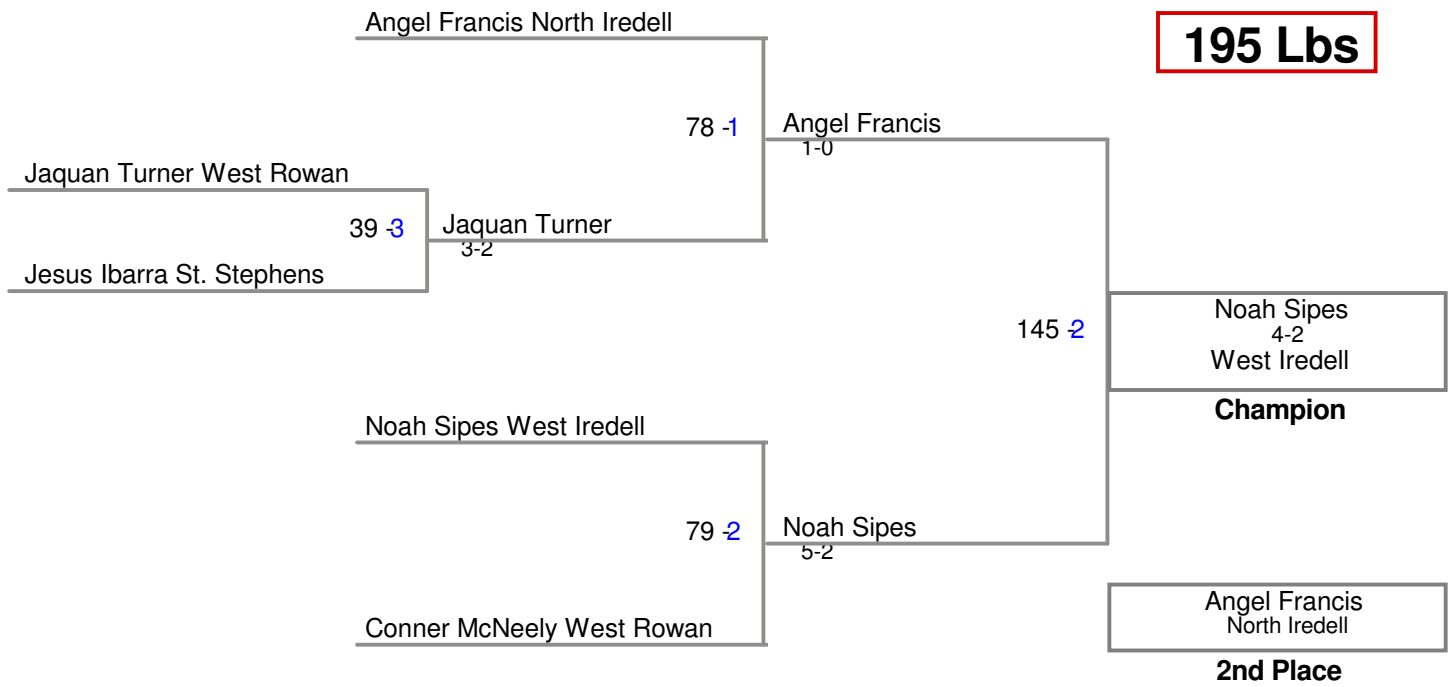 Angel Francis North Iredell
195 Lbs
78 -1
Angel Francis
1-0
Jaquan Turner West Rowan
39 -3
Jaquan Turner
3-2
Jesus Ibarra St. Stephens
145 -2
Noah Sipes
4-2
West Iredell
Champion
Noah Sipes West Iredell
79 -2
Noah Sipes
5-2
Conner McNeely West Rowan
Angel Francis
North Iredell
2nd Place